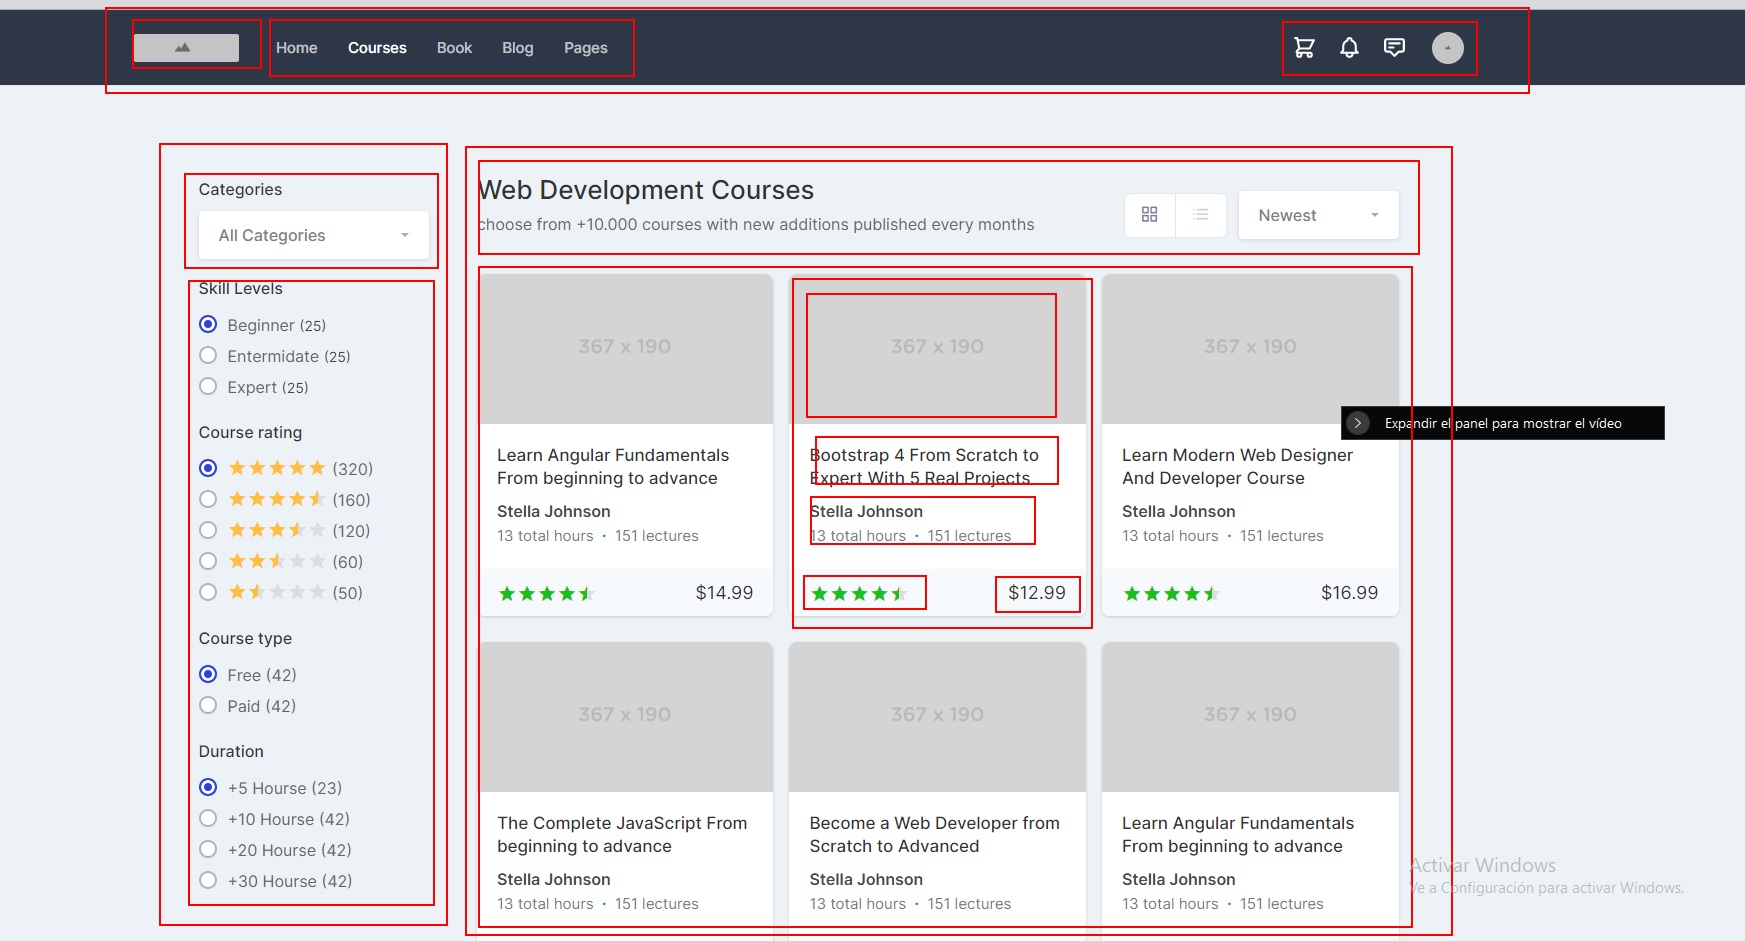 Home Courses Book Blog Pages
Categories
All Categories
Skill Levels
Beginner (25)
Entermidate (25)
Expert (25)
Course rating
(320)
(160)
(120)
(60)
(50)
Course type
Free (42)
Paid (42)
Duration
+5 Hourse (23)
+10 Hourse (42)
+20 Hourse (42)
+30 Hourse (42)
Web Development Courses
choose from +10.000 courses with new additions published every months
Newest
367 x 190
Learn Angular Fundamentals
From beginning to advance
Stella Johnson
13 total hours · 151 lectures
$14.99
367 x 190
Bootstrap 4 From Scratch to
Expert With 5 Real Projects
Stella Johnson
13 total hours · 151 lectures
$12.99
367 x 190
Learn Modern Web Designer
And Developer Course
Stella Johnson
13 total hours · 151 lectures
$16.99
Expandir el panel para mostrar el vídeo
367 x 190
The Complete JavaScript From
beginning to advance
Stella Johnson
13 total hours · 151 lectures
367 x 190
Become a Web Developer from
Scratch to Advanced
Stella Johnson
13 total hours · 151 lectures
367 x 190
Learn Angular Fundamentals
From beginning to advance
Stella Johnson
13 total hours · 151 lectures
Activar Windows
Ve a Configuración para activar Windows.